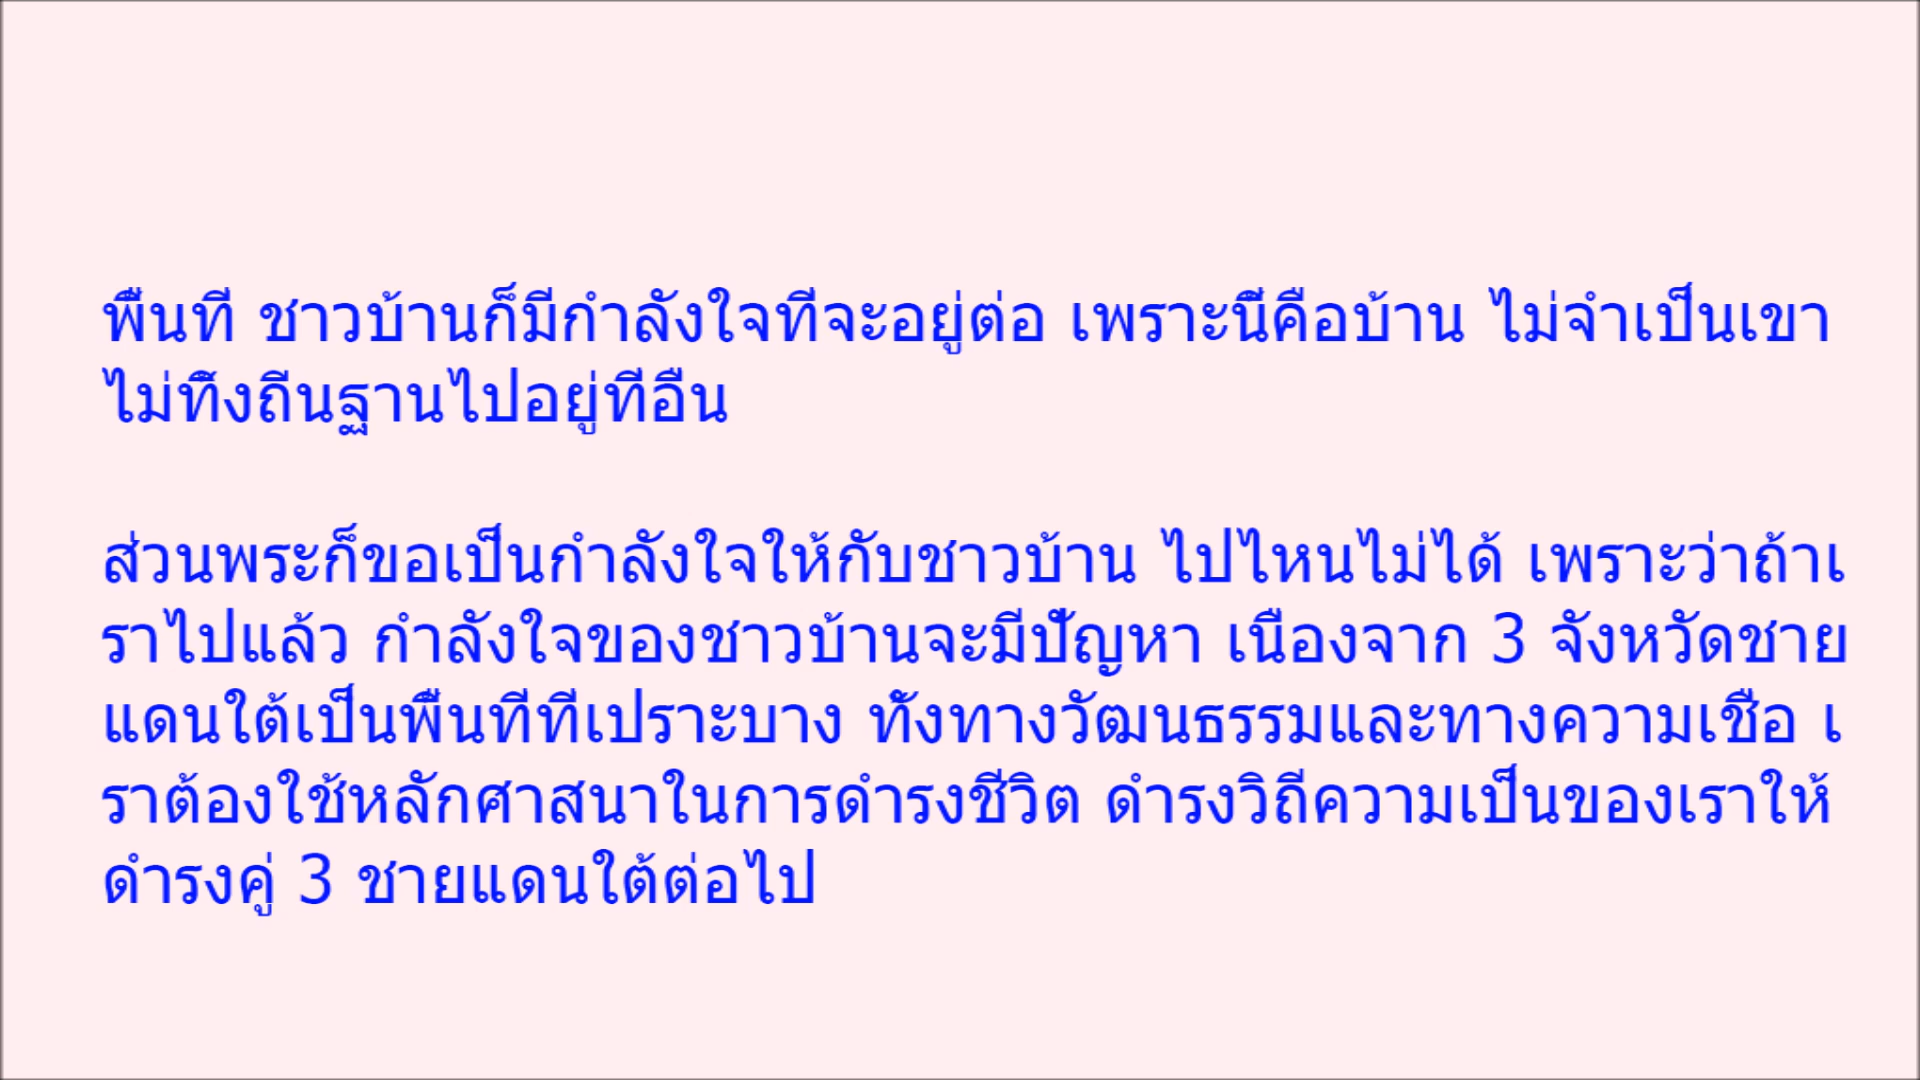 พื้นที่ ชาวบ้านก็มีกำลังใจที่จะอยู่ต่อ เพราะนี่คือบ้าน ไม่จำเป็นเขา
ไม่ทิ้งถิ่นฐานไปอยู่ที่อื่น
ส่วนพระก็ขอเป็นกำลังใจให้กับชาวบ้าน ไปไหนไม่ได้ เพราะว่าถ้าเ
ราไปแล้ว กำลังใจของชาวบ้านจะมีปัญหา เนื่องจาก 3 จังหวัดชาย
แดนใต้เป็นพื้นที่ที่เปราะบาง ทั้งทางวัฒนธรรมและทางความเชื่อ เ
ราต้องใช้หลักศาสนาในการดำรงชีวิต ดำรงวิถีความเป็นของเราให้
ดำรงคู่ 3 ชายแดนใต้ต่อไป